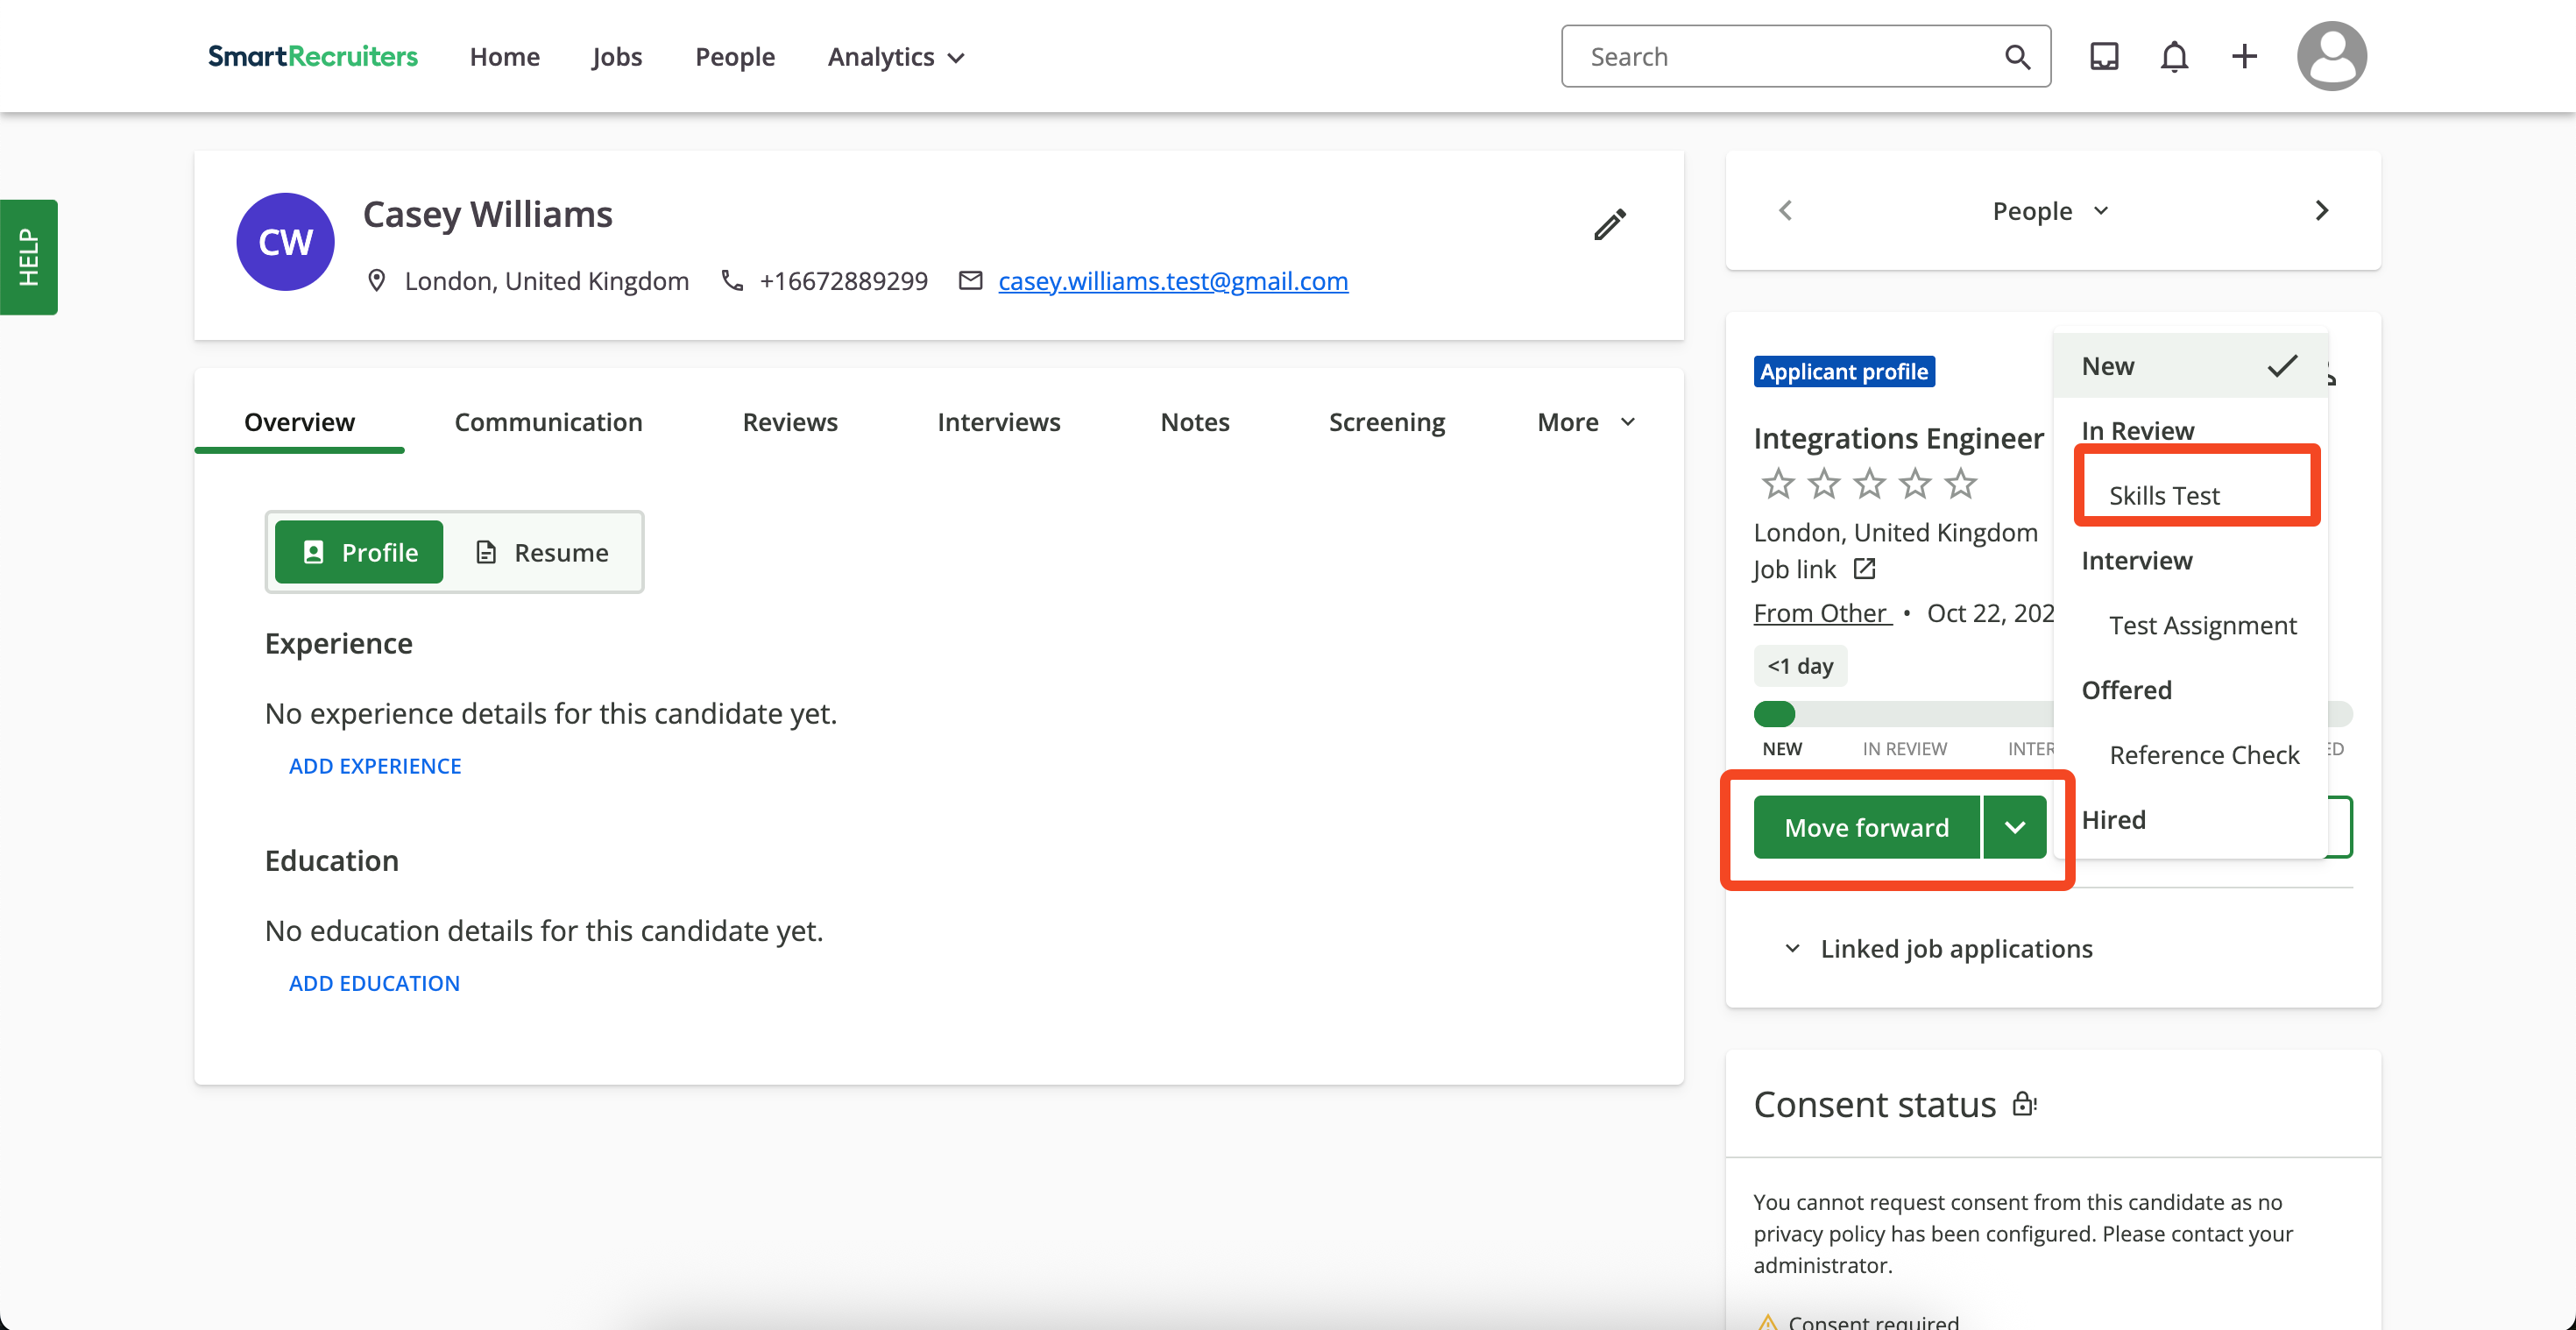 SmartRecruiters Home Jobs People Analytics Search
HELP
CW
Casey Williams
London, United Kingdom +16672889299 casey.williams.test@gmail.com
Overview Communication Reviews Interviews Notes Screening More
Profile Resume
Experience
No experience details for this candidate yet.
ADD EXPERIENCE
Education
No education details for this candidate yet.
ADD EDUCATION
People
Applicant profile
Integrations Engineer
London, United Kingdom
Job link
From Other • Oct 22, 202
<1 day
NEW IN REVIEW INTER ED
Move forward
New
In Review
Skills Test
Interview
Test Assignment
Offered
Reference Check
Hired
Linked job applications
Consent status
You cannot request consent from this candidate as no
privacy policy has been configured. Please contact your
administrator.
Consent required